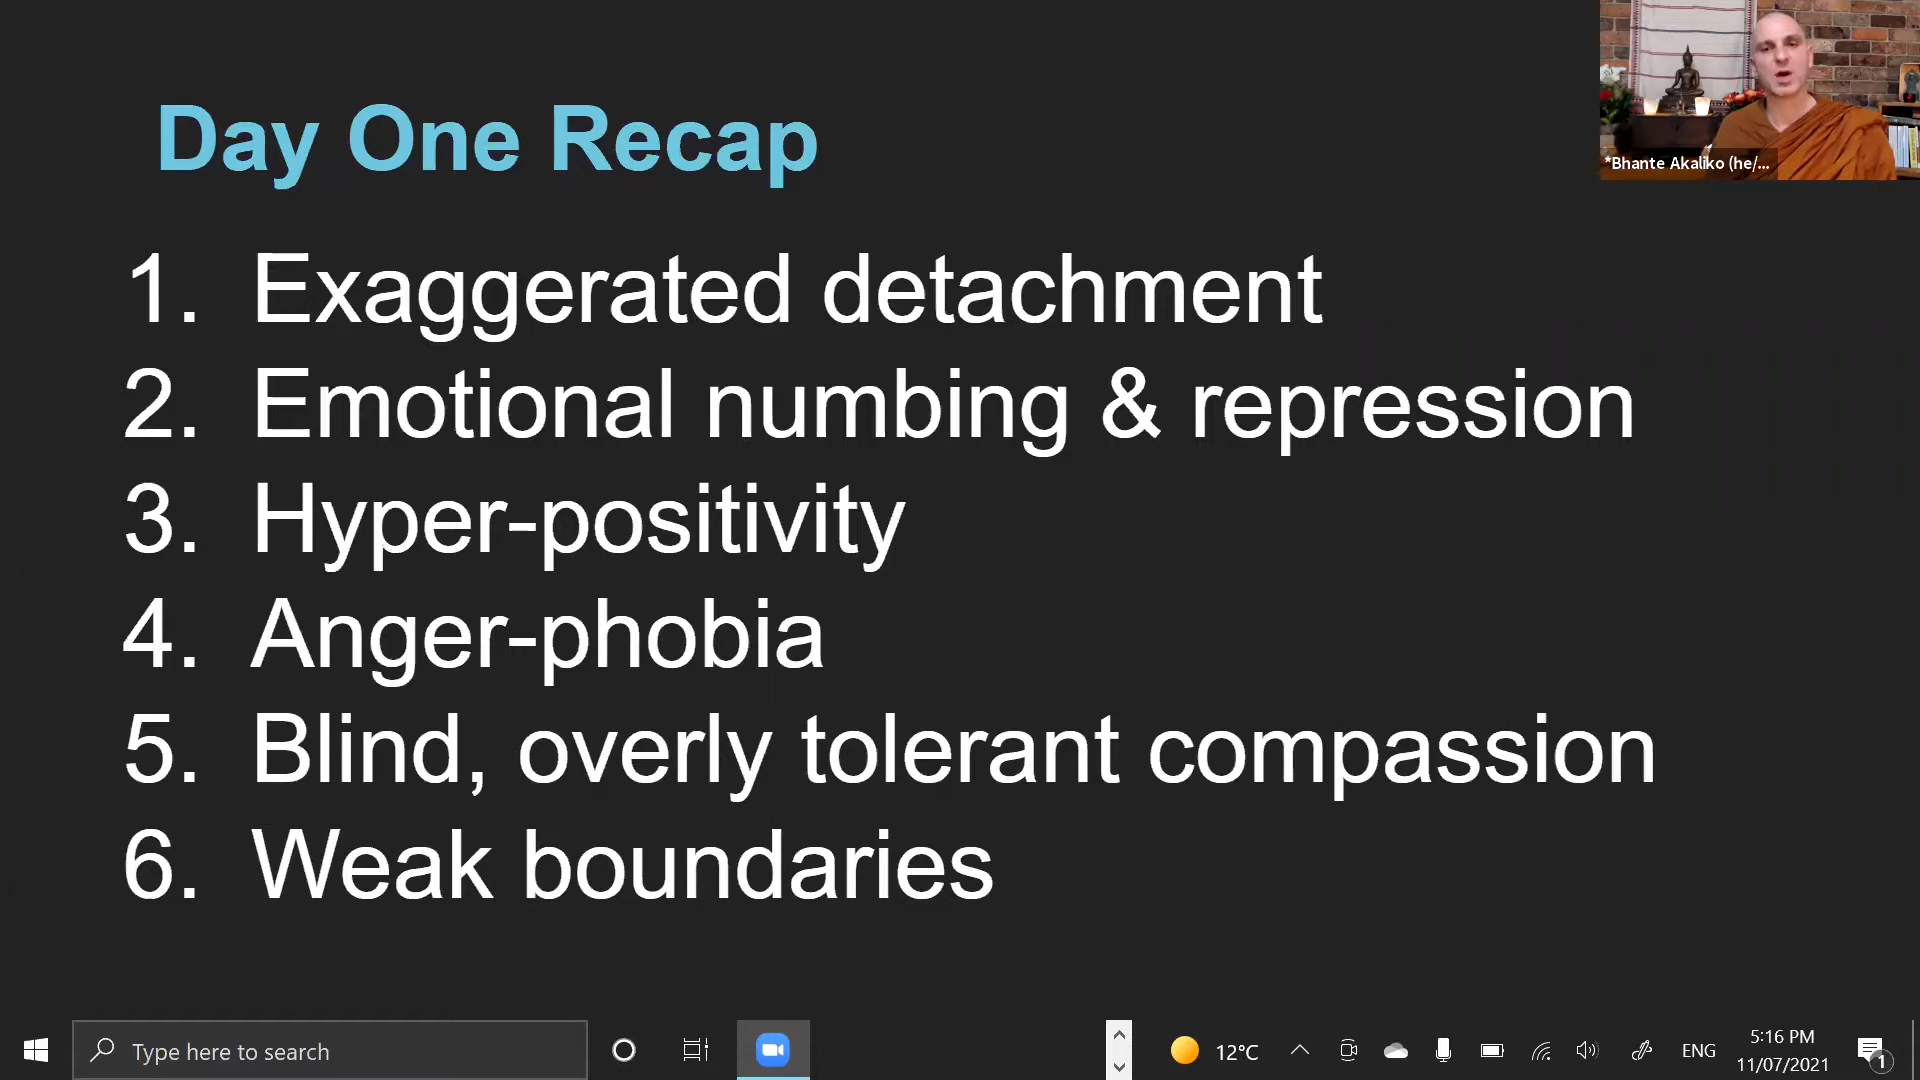 Day One Recap
*Bhante Akaliko (he/...
1. Exaggerated detachment
2. Emotional numbing & repression
3. Hyper-positivity
4. Anger-phobia
5. Blind, overly tolerant compassion
6. Weak boundaries
Type here to search
12°C
ENG
5:16 PM
11/07/2021
1